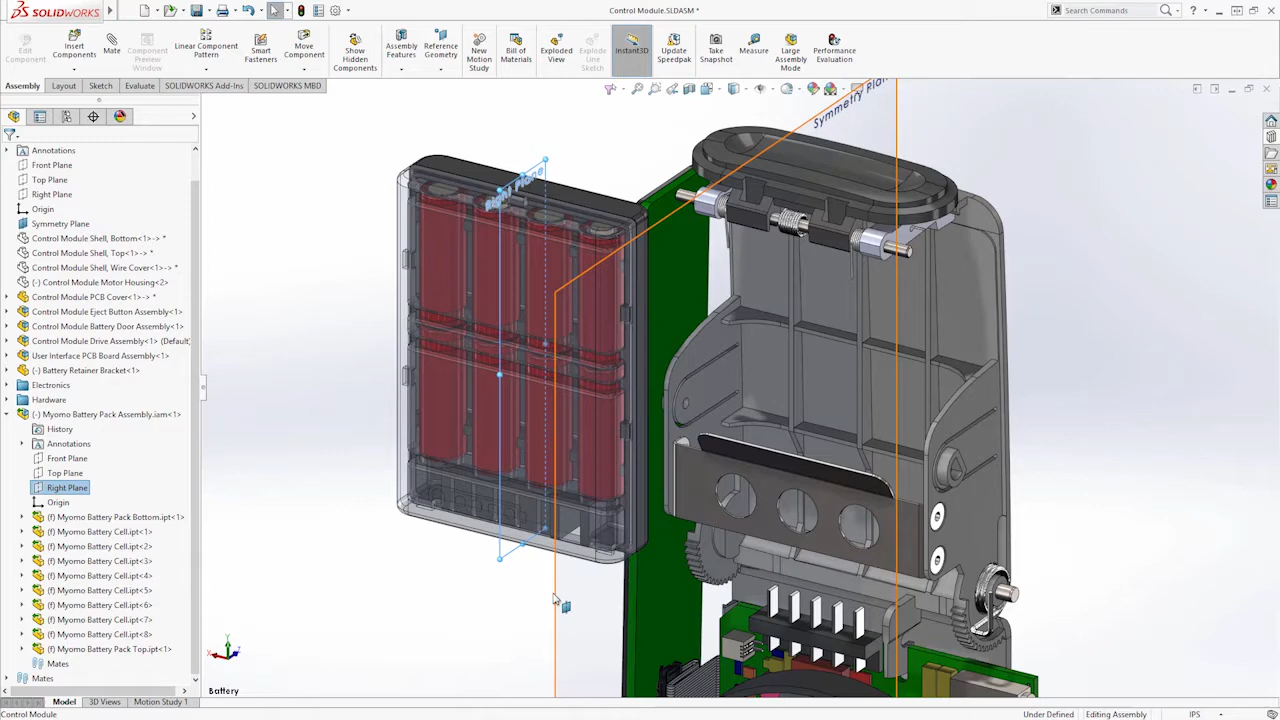 SOLIDWORKS
Control Module.SLDASM *
Search Commands
Edit Component
Insert Components
Mate
Component Preview Window
Linear Component Pattern
Smart Fasteners
Move Component
Show Hidden Components
Assembly Features
Reference Geometry
New Motion Study
Bill of Materials
Exploded View
Explode Line Sketch
Instant3D
Update Speedpak
Take Snapshot
Measure
Large Assembly Mode
Performance Evaluation
Assembly
Layout
Sketch
Evaluate
SOLIDWORKS Add-Ins
SOLIDWORKS MBD
Annotations
Front Plane
Top Plane
Right Plane
Origin
Symmetry Plane
Control Module Shell, Bottom<1> -> *
Control Module Shell, Top<1> -> *
Control Module Shell, Wire Cover<1> -> *
(-) Control Module Motor Housing<2>
Control Module PCB Cover<1> -> *
Control Module Eject Button Assembly<1>
Control Module Battery Door Assembly<1>
Control Module Drive Assembly<1> (Default)
User Interface PCB Board Assembly<1>
(-) Battery Retainer Bracket<1>
Electronics
Hardware
(-) Myomo Battery Pack Assembly.iam<1>
History
Annotations
Front Plane
Top Plane
Right Plane
Origin
(f) Myomo Battery Pack Bottom.ipt<1>
(f) Myomo Battery Cell.ipt<1>
(f) Myomo Battery Cell.ipt<2>
(f) Myomo Battery Cell.ipt<3>
(f) Myomo Battery Cell.ipt<4>
(f) Myomo Battery Cell.ipt<5>
(f) Myomo Battery Cell.ipt<6>
(f) Myomo Battery Cell.ipt<7>
(f) Myomo Battery Cell.ipt<8>
(f) Myomo Battery Pack Top.ipt<1>
Mates
Mates
Right Plane
Symmetry Plan
Battery
Model
3D Views
Motion Study 1
Control Module
Under Defined
Editing Assembly
IPS